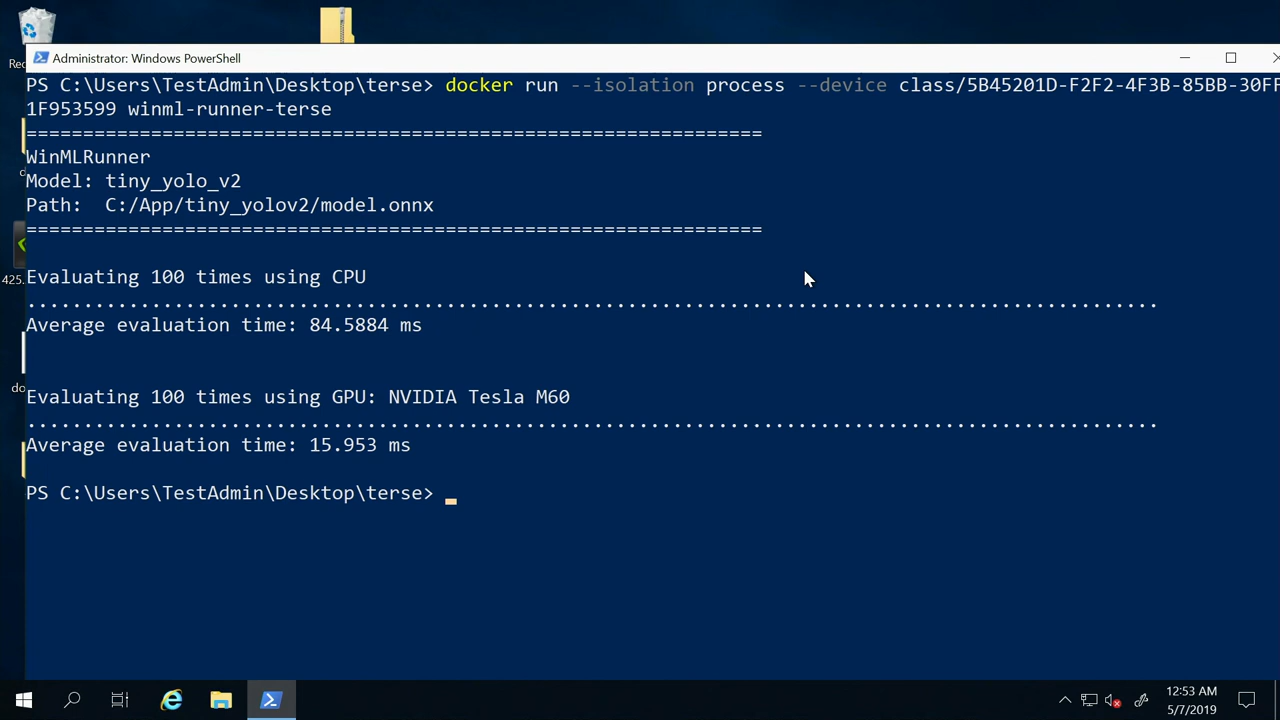 Rec
Administrator: Windows PowerShell
PS C:\Users\TestAdmin\Desktop\terse> docker run --isolation process --device class/5B45201D-F2F2-4F3B-85BB-30FF
1F953599 winml-runner-terse
=================================================================
WinMLRunner
Model: tiny_yolo_v2
Path:  C:/App/tiny_yolov2/model.onnx
=================================================================
Evaluating 100 times using CPU
....................................................................................................
Average evaluation time: 84.5884 ms
Evaluating 100 times using GPU: NVIDIA Tesla M60
....................................................................................................
Average evaluation time: 15.953 ms
PS C:\Users\TestAdmin\Desktop\terse>
d
425.
do
12:53 AM
5/7/2019